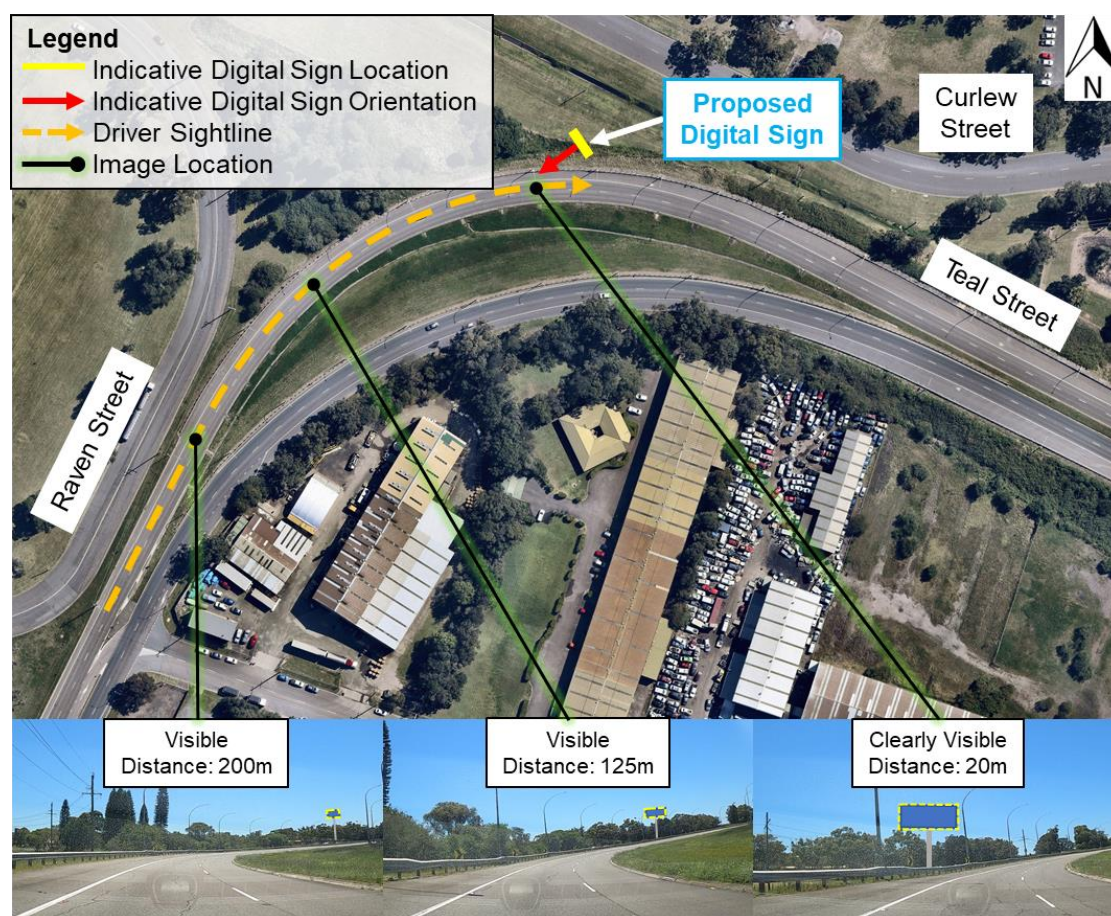 Legend
Indicative Digital Sign Location
Indicative Digital Sign Orientation
Driver Sightline
Image Location
Proposed
Digital Sign
Curlew
Street
N
Teal Street
Raven Street
Visible
Distance: 200m
Visible
Distance: 125m
Clearly Visible
Distance: 20m